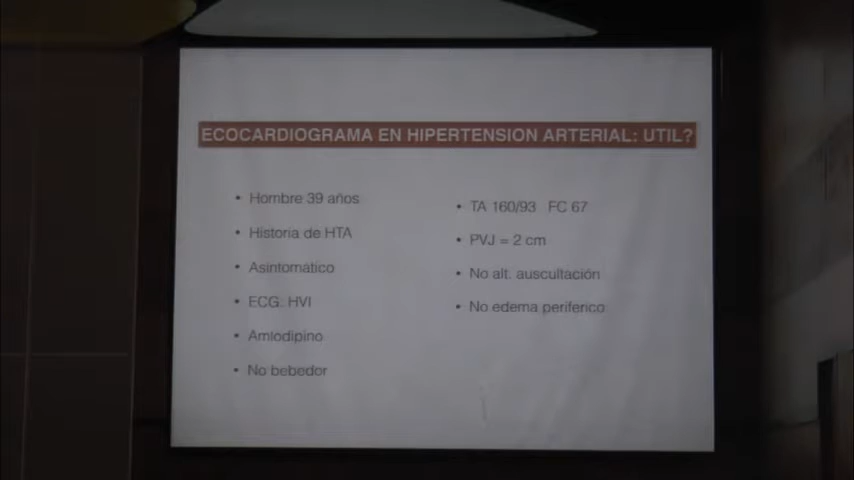 ECOCARDIOGRAMA EN HIPERTENSION ARTERIAL: UTIL?
• Hombre 39 años
• Historia de HTA
• Asintomático
• ECG: HVI
• Amlodipino
• No bebedor
• TA 160/93 FC 67
• PVJ = 2 cm
• No alt. auscultación
• No edema periferico